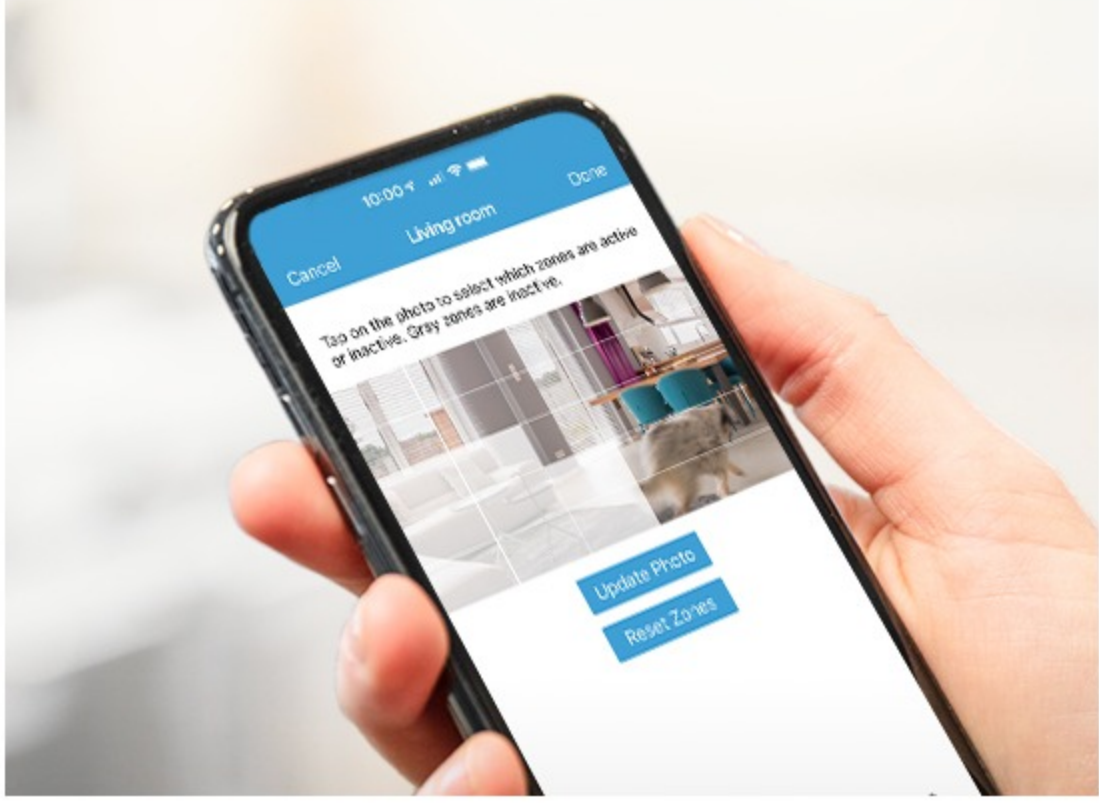 10:00
Living room
Cancel
Done
Tap on the photo to select which zones are active
or inactive. Gray zones are inactive.
Update Photo
Reset Zones